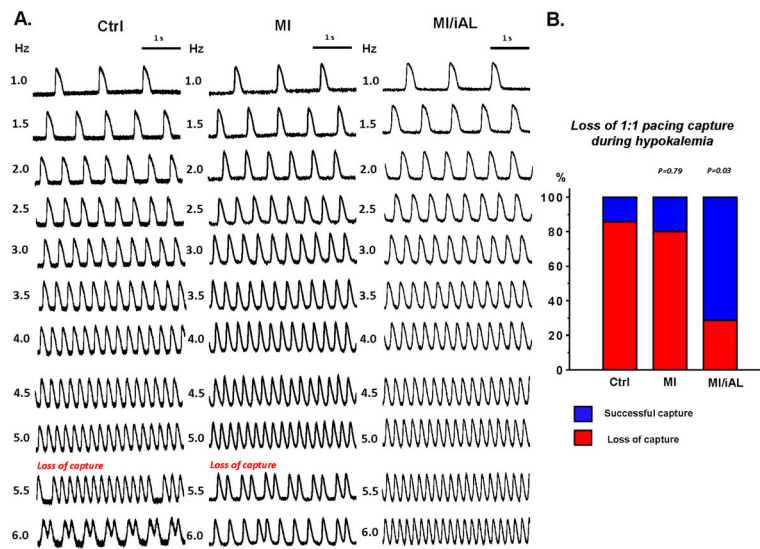 A.
Ctrl
MI
MI/iAL
1 s
1 s
1 s
Hz
Hz
1.0
1.0
1.0
1.5
1.5
1.5
2.0
2.0
2.0
2.5
2.5
2.5
3.0
3.0
3.0
3.5
3.5
3.5
4.0
4.0
4.0
4.5
4.5
4.5
5.0
5.0
5.0
Loss of capture
Loss of capture
5.5
5.5
5.5
6.0
6.0
6.0
B.
Loss of 1:1 pacing capture
during hypokalemia
%
P=0.79
P=0.03
100
80
60
40
20
0
Ctrl
MI
MI/iAL
Successful capture
Loss of capture